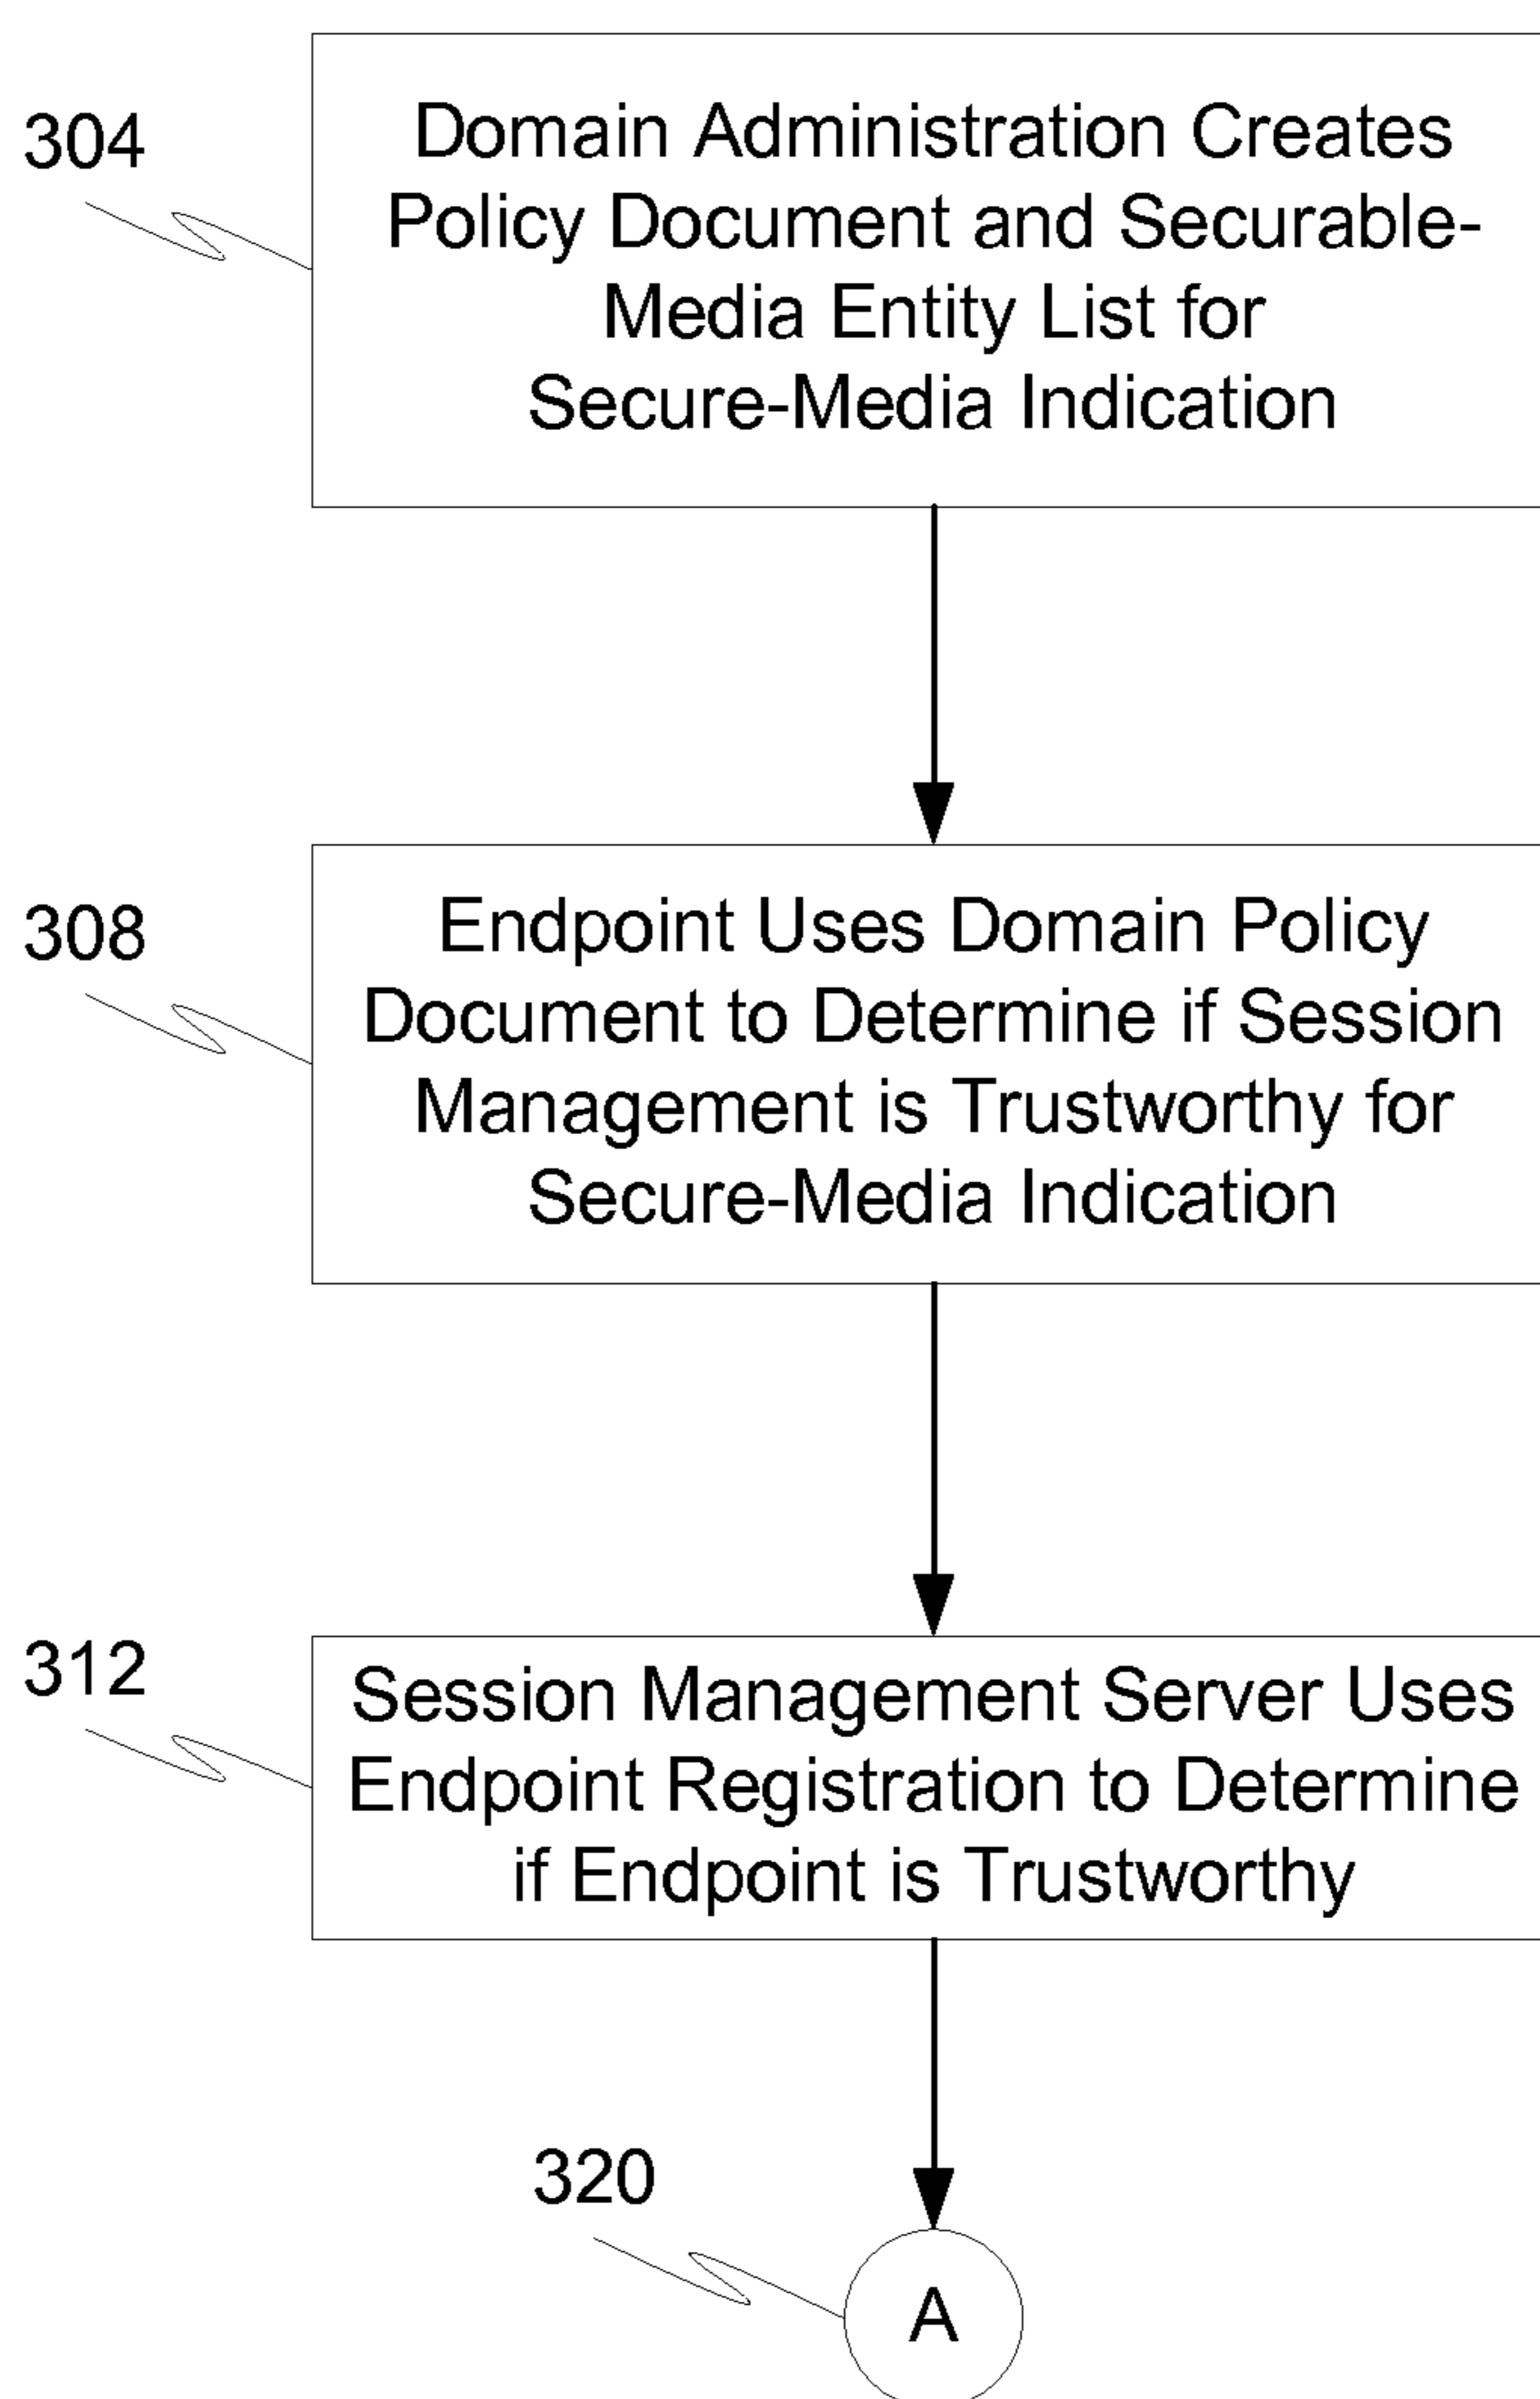 304
Domain Administration Creates
Policy Document and Securable-
Media Entity List for
Secure-Media Indication
308
Endpoint Uses Domain Policy
Document to Determine if Session
Management is Trustworthy for
Secure-Media Indication
312
Session Management Server Uses
Endpoint Registration to Determine
if Endpoint is Trustworthy
320
A